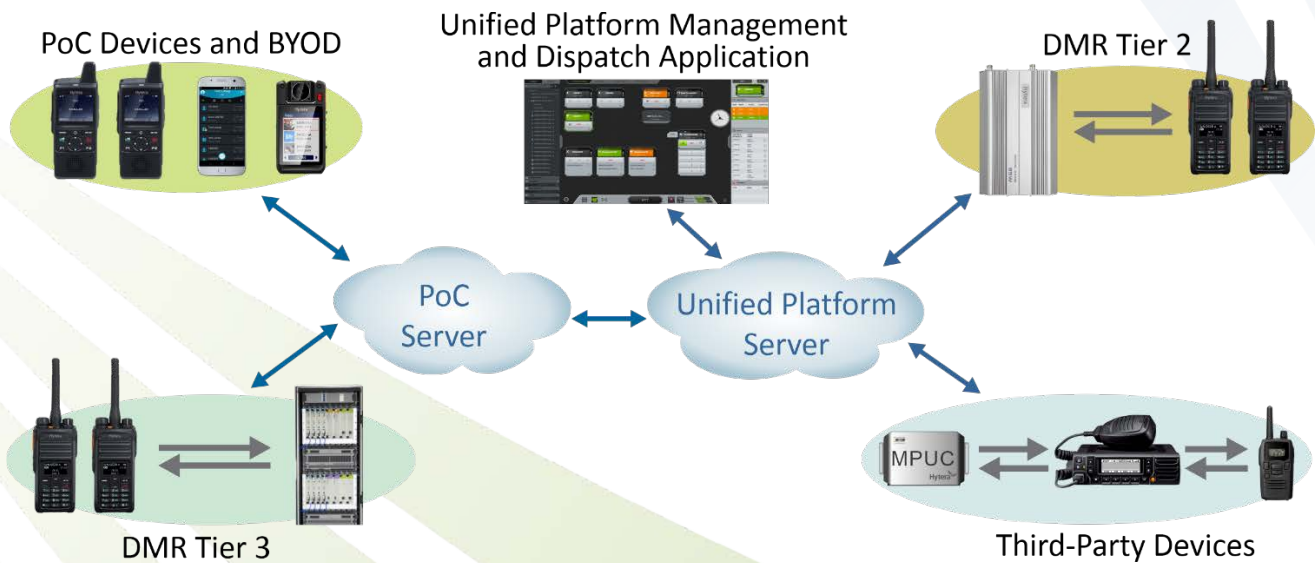 PoC Devices and BYOD
Unified Platform Management
and Dispatch Application
DMR Tier 2
PoC
Server
Unified Platform
Server
MPUC
Hytera
DMR Tier 3
Third-Party Devices